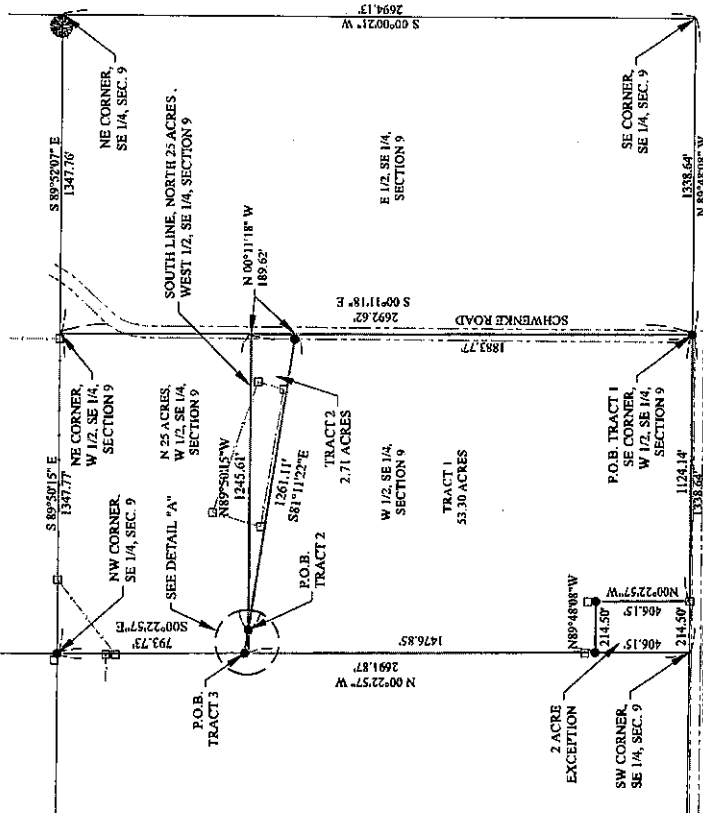 S 89°52'07" E
1347.76'
NE CORNER,
SE 1/4, SEC. 9
2694.13'
S 00°00'21" W
SOUTH LINE, NORTH 25 ACRES,
WEST 1/2, SE 1/4, SECTION 9
N 00°11'18" W
189.62'
E 1/2, SE 1/4,
SECTION 9
SE CORNER,
SE 1/4, SEC. 9
1338.64'
N 89°48'08" W
S 89°50'15" E
1347.77'
NE CORNER,
W 1/2, SE 1/4,
SECTION 9
S 00°11'18" E
2692.62'
SCHWENKE ROAD
1883.77'
N 25 ACRES,
W 1/2, SE 1/4,
SECTION 9
N89°50'15"W
1245.61'
1261.11'
S81°11'22"E
TRACT 2
2.71 ACRES
W 1/2, SE 1/4,
SECTION 9
TRACT 1
53.30 ACRES
P.O.B. TRACT 1
SE CORNER,
W 1/2, SE 1/4,
SECTION 9
1124.14'
1338.64'
NW CORNER,
SE 1/4, SEC. 9
SEE DETAIL "A"
S00°22'57"E
793.73'
P.O.B.
TRACT 2
P.O.B.
TRACT 3
1476.85'
2691.87'
N 00°22'57" W
N89°48'08"W
214.50'
N00°22'57"W
406.15'
406.15'
214.50'
2 ACRE
EXCEPTION
SW CORNER,
SE 1/4, SEC. 9